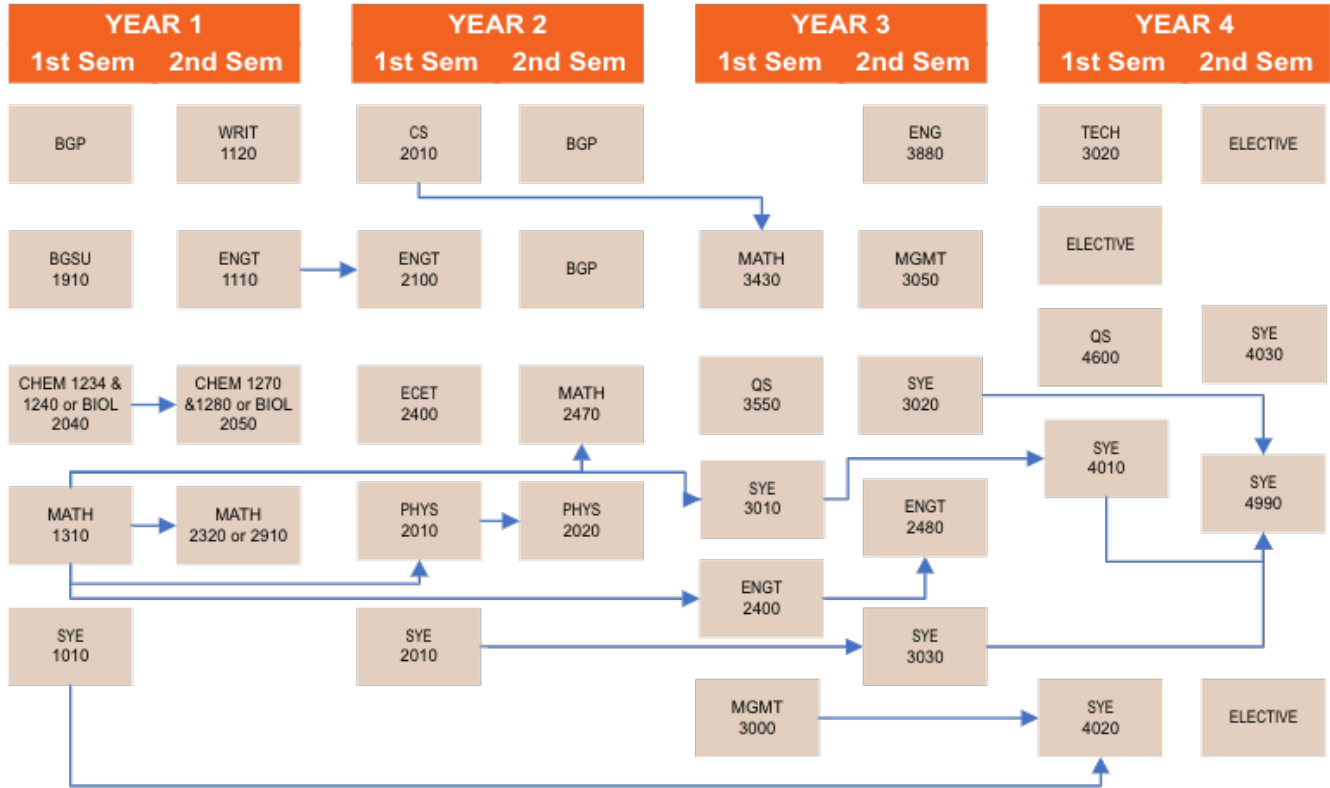 YEAR 1
YEAR 2
YEAR 3
YEAR 4
1st Sem
2nd Sem
1st Sem
2nd Sem
1st Sem
2nd Sem
1st Sem
2nd Sem
BGP
WRIT
1120
CS
2010
BGP
ENG
3880
TECH
3020
ELECTIVE
BGSU
1910
ENGT
1110
ENGT
2100
BGP
MATH
3430
MGMT
3050
ELECTIVE
QS
4600
SYE
4030
CHEM 1234 &
1240 or BIOL
2040
CHEM 1270
&1280 or BIOL
2050
ECET
2400
MATH
2470
QS
3550
SYE
3020
SYE
4010
SYE
4990
MATH
1310
MATH
2320 or 2910
PHYS
2010
PHYS
2020
SYE
3010
ENGT
2480
ENGT
2400
SYE
1010
SYE
2010
SYE
3030
MGMT
3000
SYE
4020
ELECTIVE